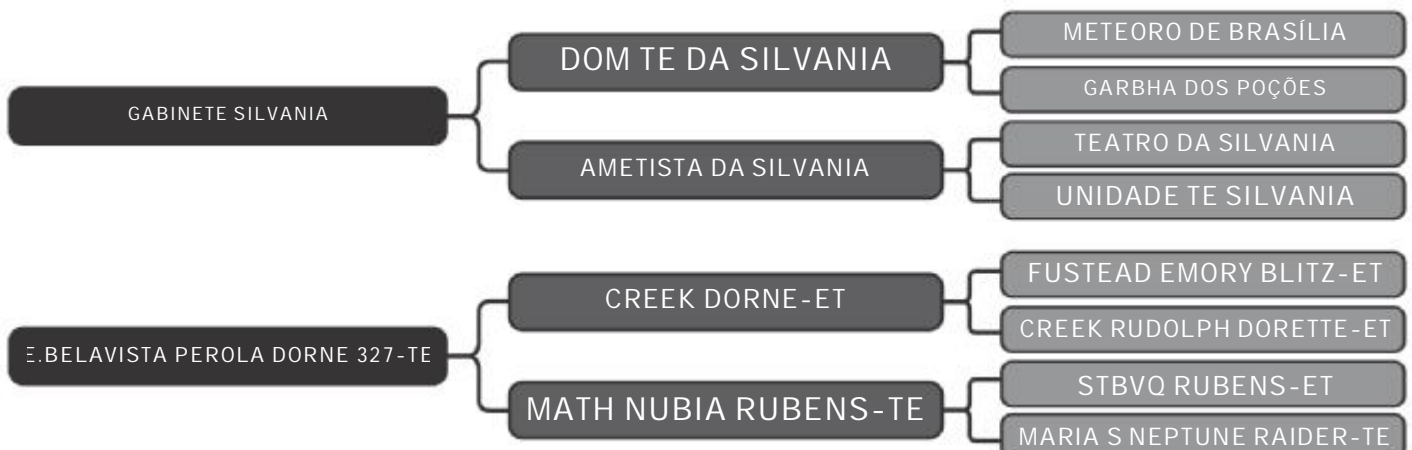 METEORO DE BRASÍLIA
DOM TE DA SILVANIA
GARBHA DOS POÇÕES
GABINETE SILVANIA
TEATRO DA SILVANIA
AMETISTA DA SILVANIA
UNIDADE TE SILVANIA
FUSTEAD EMORY BLITZ-ET
CREEK DORNE-ET
CREEK RUDOLPH DORETTE-ET
E.BELAVISTA PEROLA DORNE 327-TE
STBVQ RUBENS-ET
MATH NUBIA RUBENS-TE
MARIA S NEPTUNE RAIDER-TE